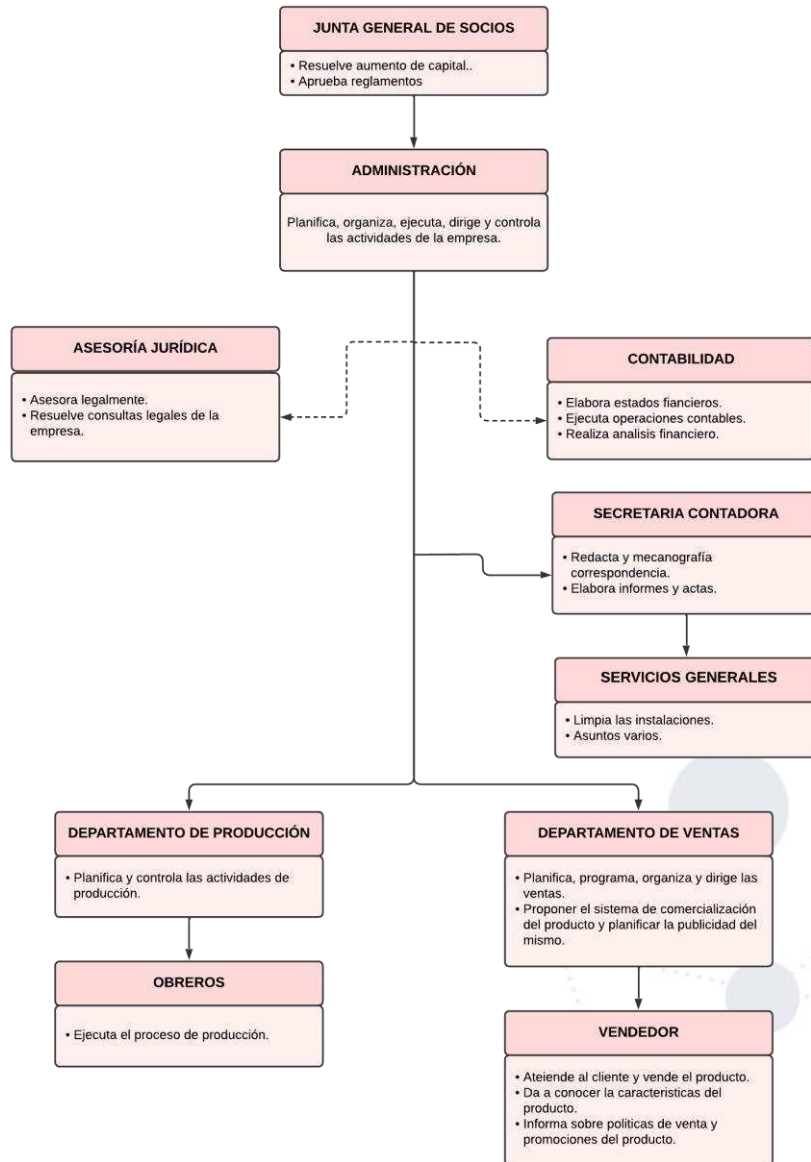 JUNTA GENERAL DE SOCIOS
• Resuelve aumento de capital..
• Aprueba reglamentos
ADMINISTRACIÓN
Planifica, organiza, ejecuta, dirige y controla
las actividades de la empresa.
ASESORÍA JURÍDICA
• Asesora legalmente.
• Resuelve consultas legales de la
empresa.
CONTABILIDAD
• Elabora estados fiancieros.
• Ejecuta operaciones contables.
• Realiza analisis financiero.
SECRETARIA CONTADORA
• Redacta y mecanografía
correspondencia.
• Elabora informes y actas.
SERVICIOS GENERALES
• Limpia las instalaciones.
• Asuntos varios.
DEPARTAMENTO DE PRODUCCIÓN
• Planifica y controla las actividades de
producción.
OBREROS
• Ejecuta el proceso de producción.
DEPARTAMENTO DE VENTAS
• Planifica, programa, organiza y dirige las
ventas.
• Proponer el sistema de comercialización
del producto y planificar la publicidad del
mismo.
VENDEDOR
• Ateiende al cliente y vende el producto.
• Da a conocer la caracteristicas del
producto.
• Informa sobre politicas de venta y
promociones del producto.